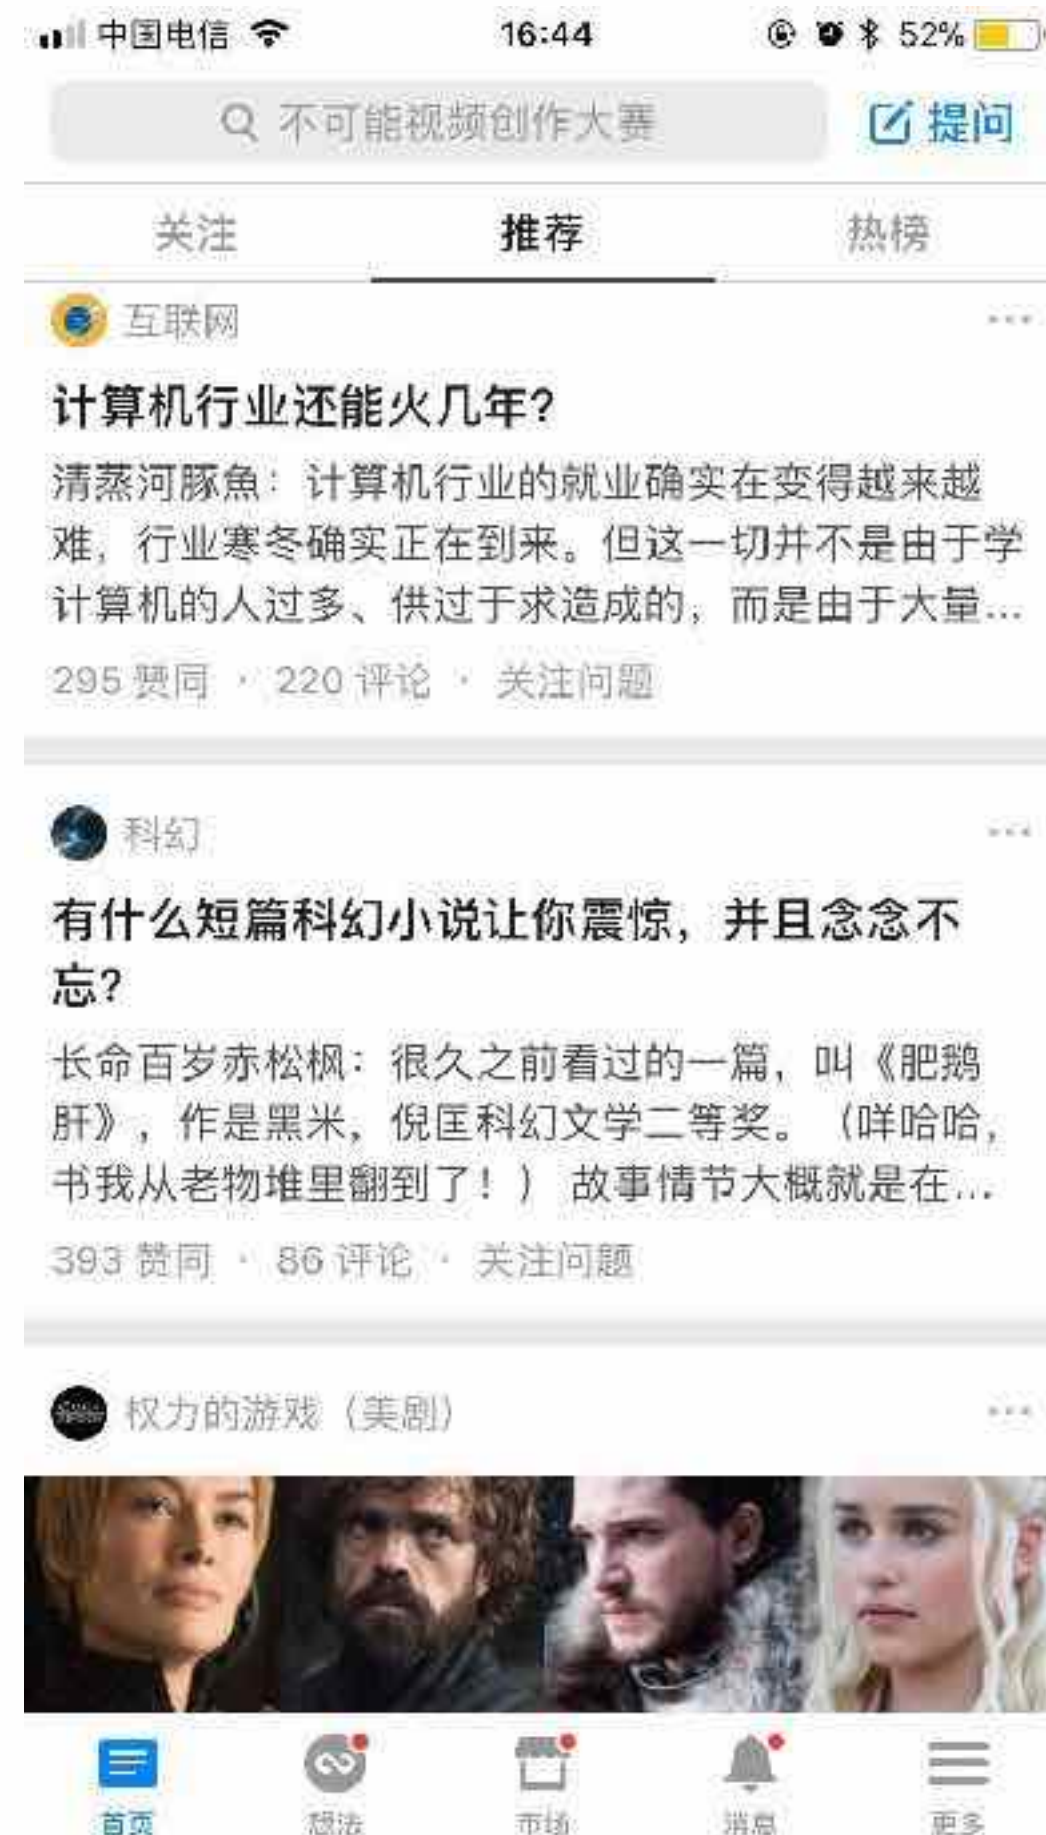 中国电信
16:44
52%
不可能视频创作大赛
提问
关注
推荐
热榜
互联网
计算机行业还能火几年?
清蒸河豚魚：计算机行业的就业确实在变得越来越
难，行业寒冬确实正在到来。但这一切并不是由于学
计算机的人过多、供过于求造成的，而是由于大量...
295 赞同 · 220 评论 · 关注问题
科幻
有什么短篇科幻小说让你震惊，并且念念不
忘?
长命百岁赤松枫：很久之前看过的一篇，叫《肥鹅
肝》，作是黑米，倪匡科幻文学二等奖。（咩哈哈，
书我从老物堆里翻到了！） 故事情节大概就是在...
393 赞同 · 86 评论 · 关注问题
权力的游戏（美剧）
首页
想法
市场
消息
更多